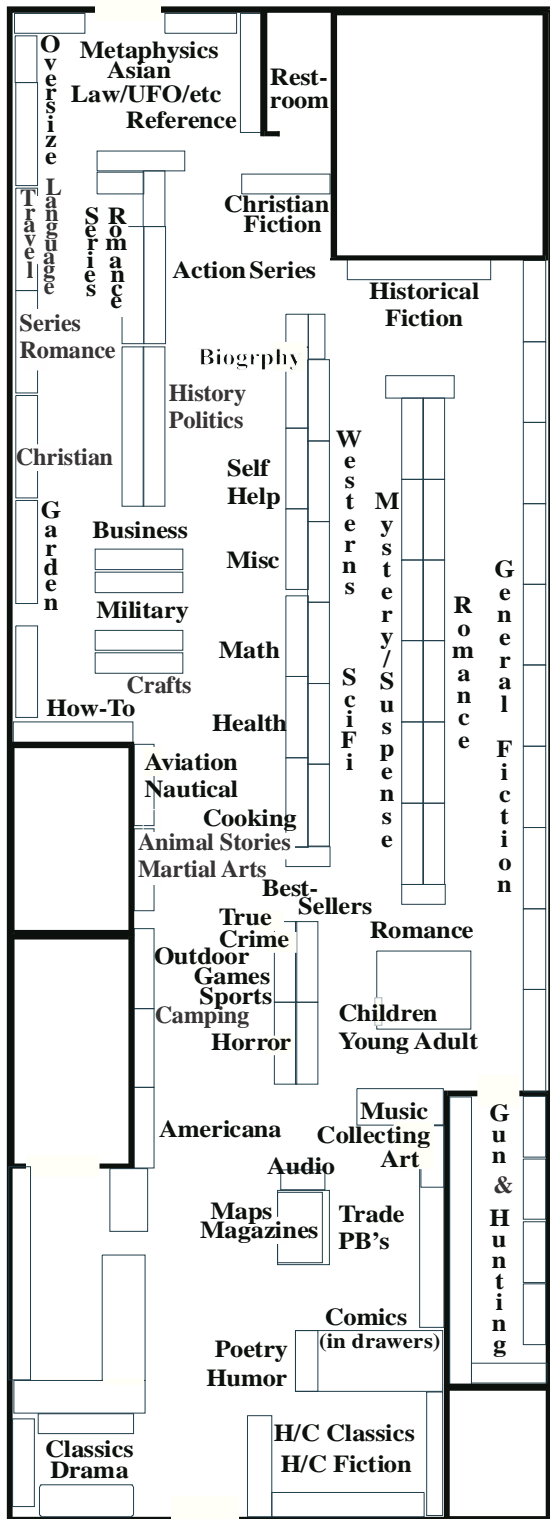 Metaphysics
Asian
Law/UFO/etc
Reference
Rest-
room
Oversize
Language
Travel
Romance
Series
Christian
Fiction
Action Series
Historical
Fiction
Series
Romance
Biogrphy
History
Politics
Westerns
Christian
Self
Help
Mystery/Suspense
Garden
Business
Misc
General Fiction
Military
Romance
Math
SciFi
Crafts
How-To
Health
Aviation
Nautical
Cooking
Animal Stories
Martial Arts
Best-
Sellers
True
Crime
Romance
Outdoor
Games
Sports
Camping
Children
Young Adult
Horror
Music
Collecting
Art
Gun & Hunting
Americana
Audio
Maps
Magazines
Trade
PB's
Comics
(in drawers)
Poetry
Humor
H/C Classics
H/C Fiction
Classics
Drama